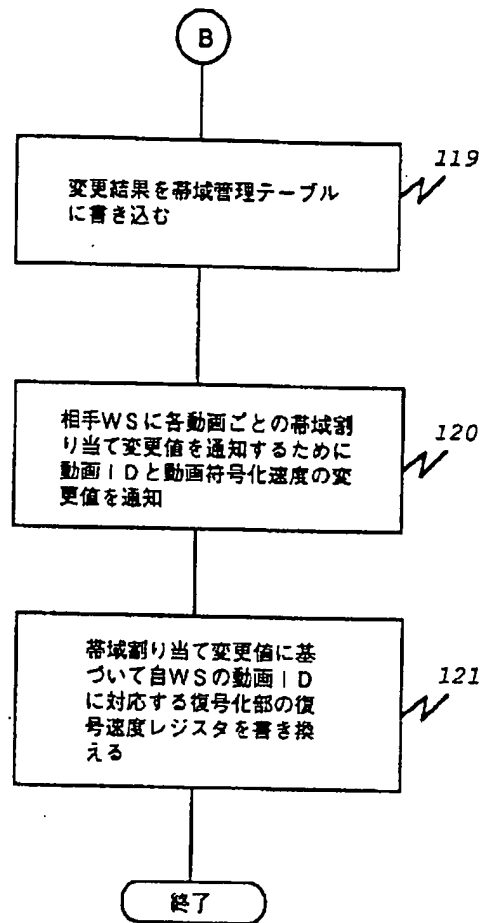 B
119
変更結果を帯域管理テーブル
に書き込む
120
相手WSに各動画ごとの帯域割
り当て変更値を通知するために
動画IDと動画符号化速度の変
更値を通知
121
帯域割り当て変更値に基
づいて自WSの動画ID
に対応する復号化部の復
号速度レジスタを書き換
える
終了